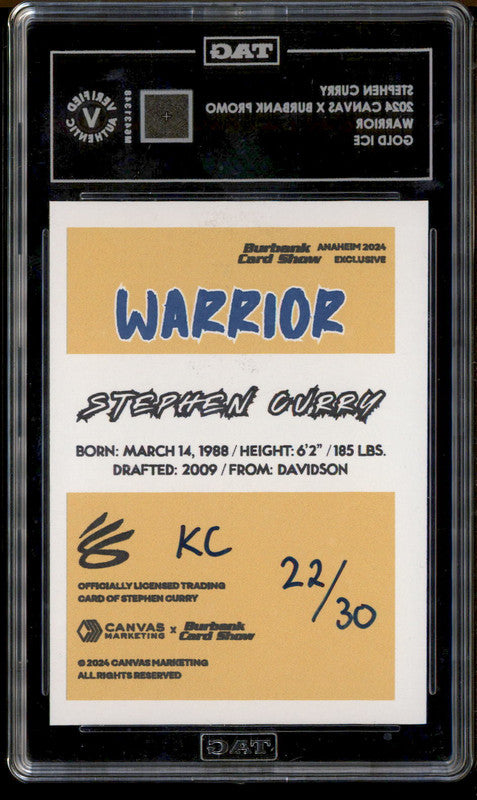 TAG
STEPHEN CURRY
2024 CANVAS X BURBANK PROMO
WARRIOR
GOLD ICE
VERIFIED
V
AUTHENTIC
M6431348
Burbank
Card Show
ANAHEIM 2024
EXCLUSIVE
WARRIOR
STEPHEN CURRY
BORN: MARCH 14, 1988 / HEIGHT: 6'2" / 185 LBS.
DRAFTED: 2009 / FROM: DAVIDSON
KC
22/30
OFFICIALLY LICENSED TRADING
CARD OF STEPHEN CURRY
CANVAS
MARKETING
x
Burbank
Card Show
© 2024 CANVAS MARKETING
ALL RIGHTS RESERVED
TAG